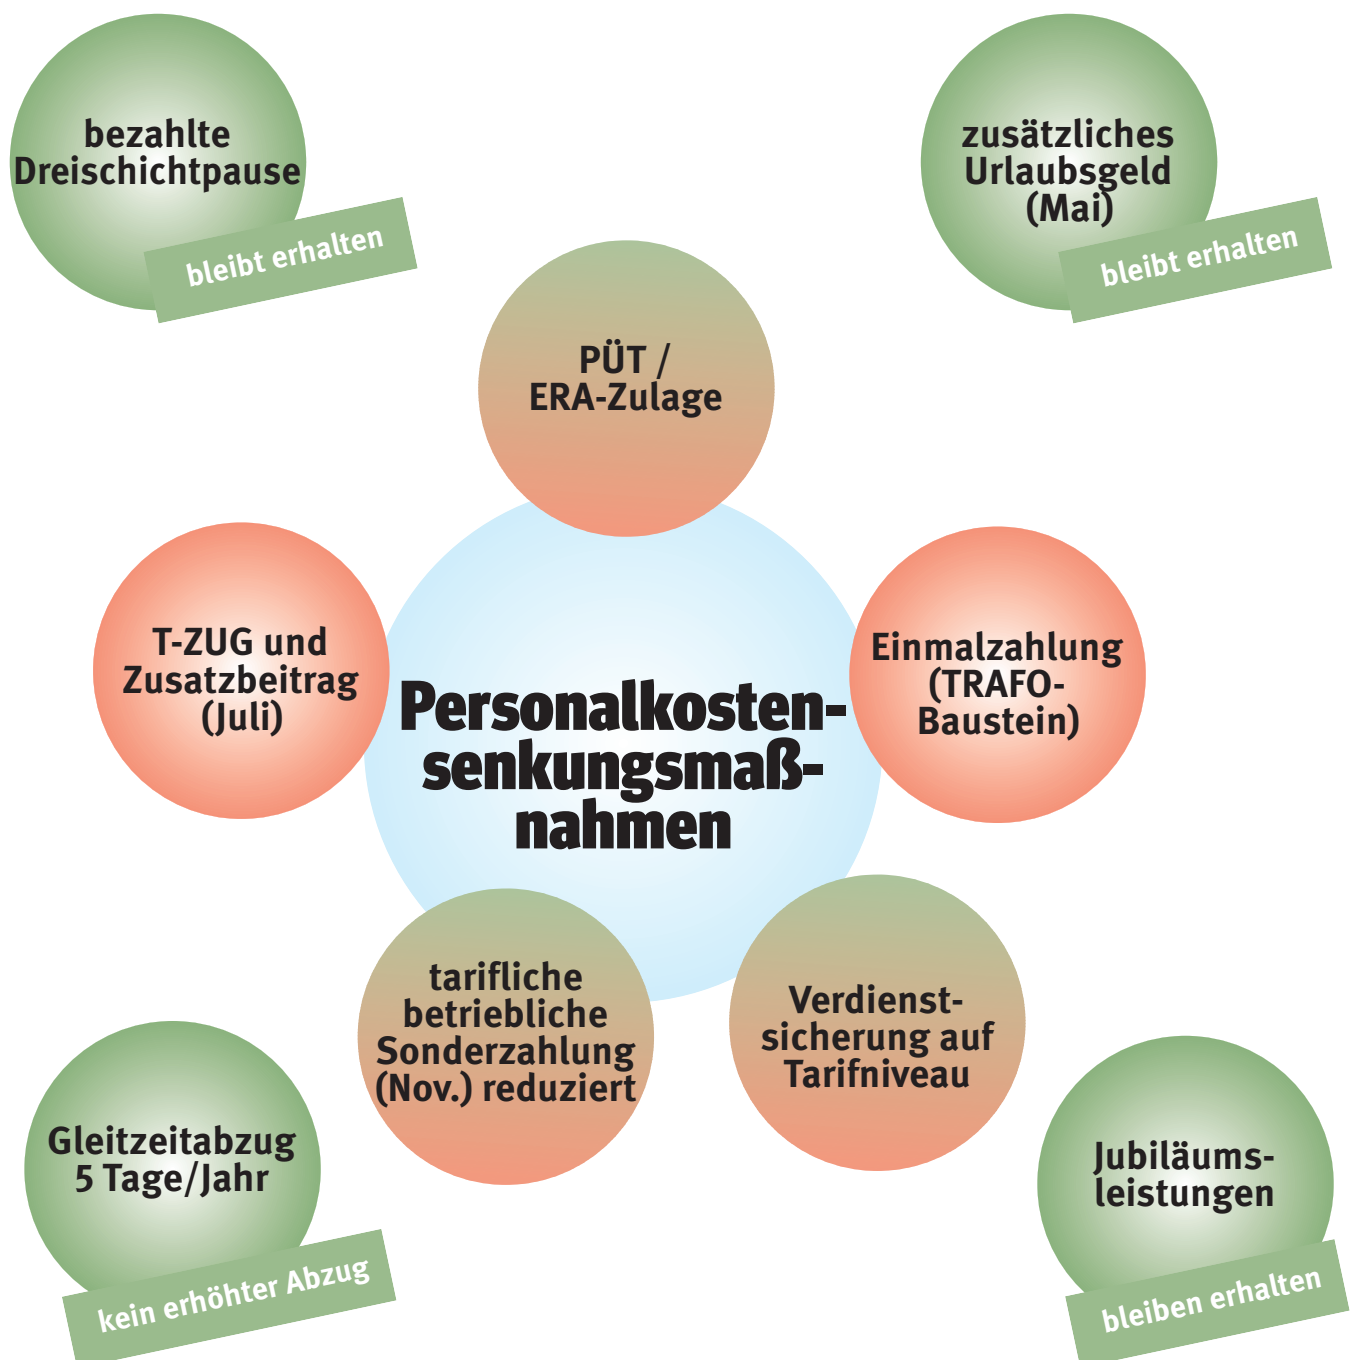 bezahlte
Dreischichtpause
bleibt erhalten
zusätzliches
Urlaubsgeld
(Mai)
bleibt erhalten
PÜT /
ERA-Zulage
T-ZUG und
Zusatzbeitrag
(Juli)
Einmalzahlung
(TRAFO-
Baustein)
Personalkosten-
senkungsmaß-
nahmen
tarifliche
betriebliche
Sonderzahlung
(Nov.) reduziert
Verdienst-
sicherung auf
Tarifniveau
Gleitzeitabzug
5 Tage/Jahr
kein erhöhter Abzug
Jubiläums-
leistungen
bleiben erhalten